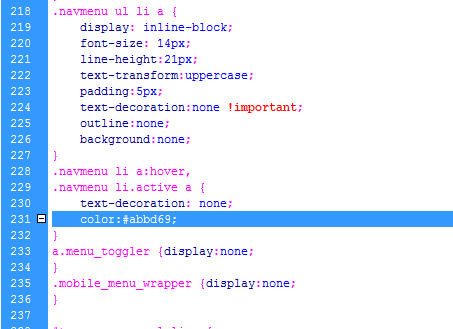 218 .navmenu ul li a {
219 display: inline-block;
220 font-size: 14px;
221 line-height:21px;
222 text-transform:uppercase;
223 padding:5px;
224 text-decoration:none !important;
225 outline:none;
226 background:none;
227 }
228 .navmenu li a:hover,
229 .navmenu li.active a {
230 text-decoration: none;
231 color:#abbd69;
232 }
233 a.menu_toggler {display:none;
234 }
235 .mobile_menu_wrapper {display:none;
236 }
237